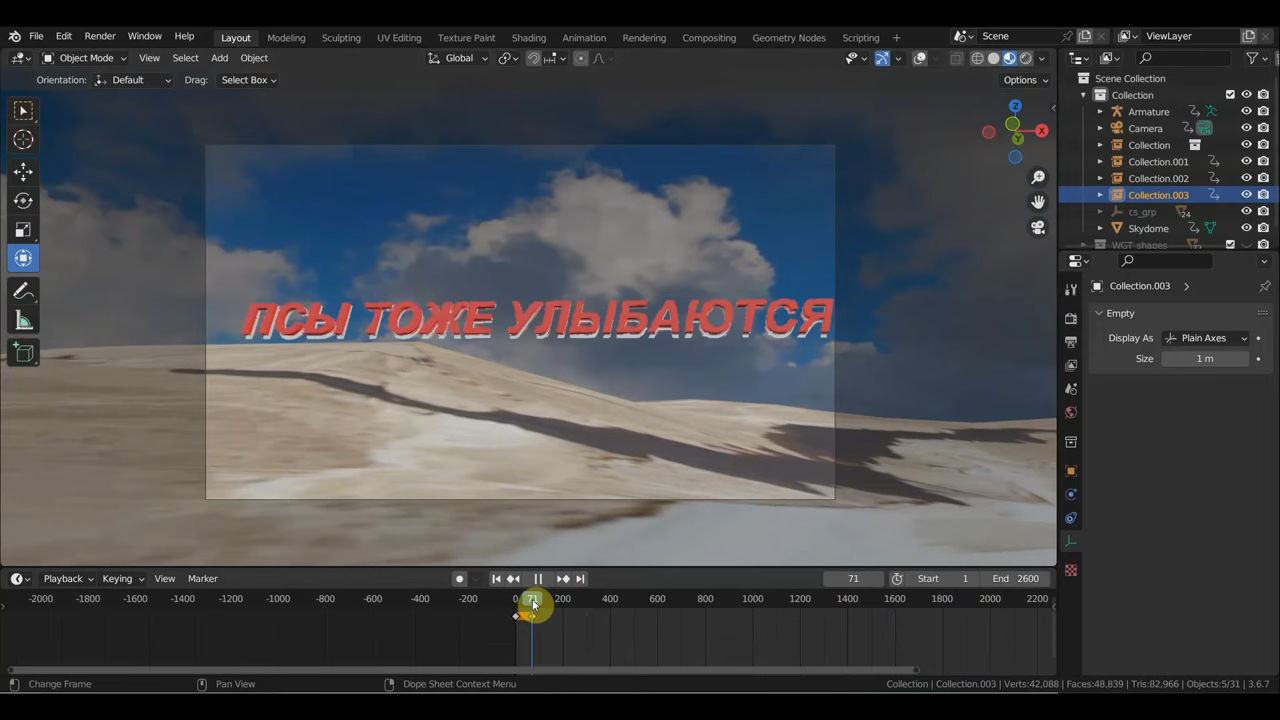 File Edit Render Window Help Layout Modeling Sculpting UV Editing Texture Paint Shading Animation Rendering Compositing Geometry Nodes Scripting + Scene ViewLayer
Object Mode View Select Add Object Global Options
Orientation: Default Drag: Select Box
Scene Collection
Collection
Armature
Camera
Collection
Collection.001
Collection.002
Collection.003
cs_grp 24
Skydome
WGT_shapes
Z
X
Y
ПСЫ ТОЖЕ УЛЫБАЮТСЯ
Collection.003
Empty
Display As Plain Axes
Size 1 m
Playback Keying View Marker 71 Start 1 End 2600
-2000 -1800 -1600 -1400 -1200 -1000 -800 -600 -400 -200 0 71 200 400 600 800 1000 1200 1400 1600 1800 2000 2200
Change Frame Pan View Dope Sheet Context Menu Collection | Collection.003 | Verts:42,088 | Faces:48,839 | Tris:82,966 | Objects:5/31 | 3.6.7